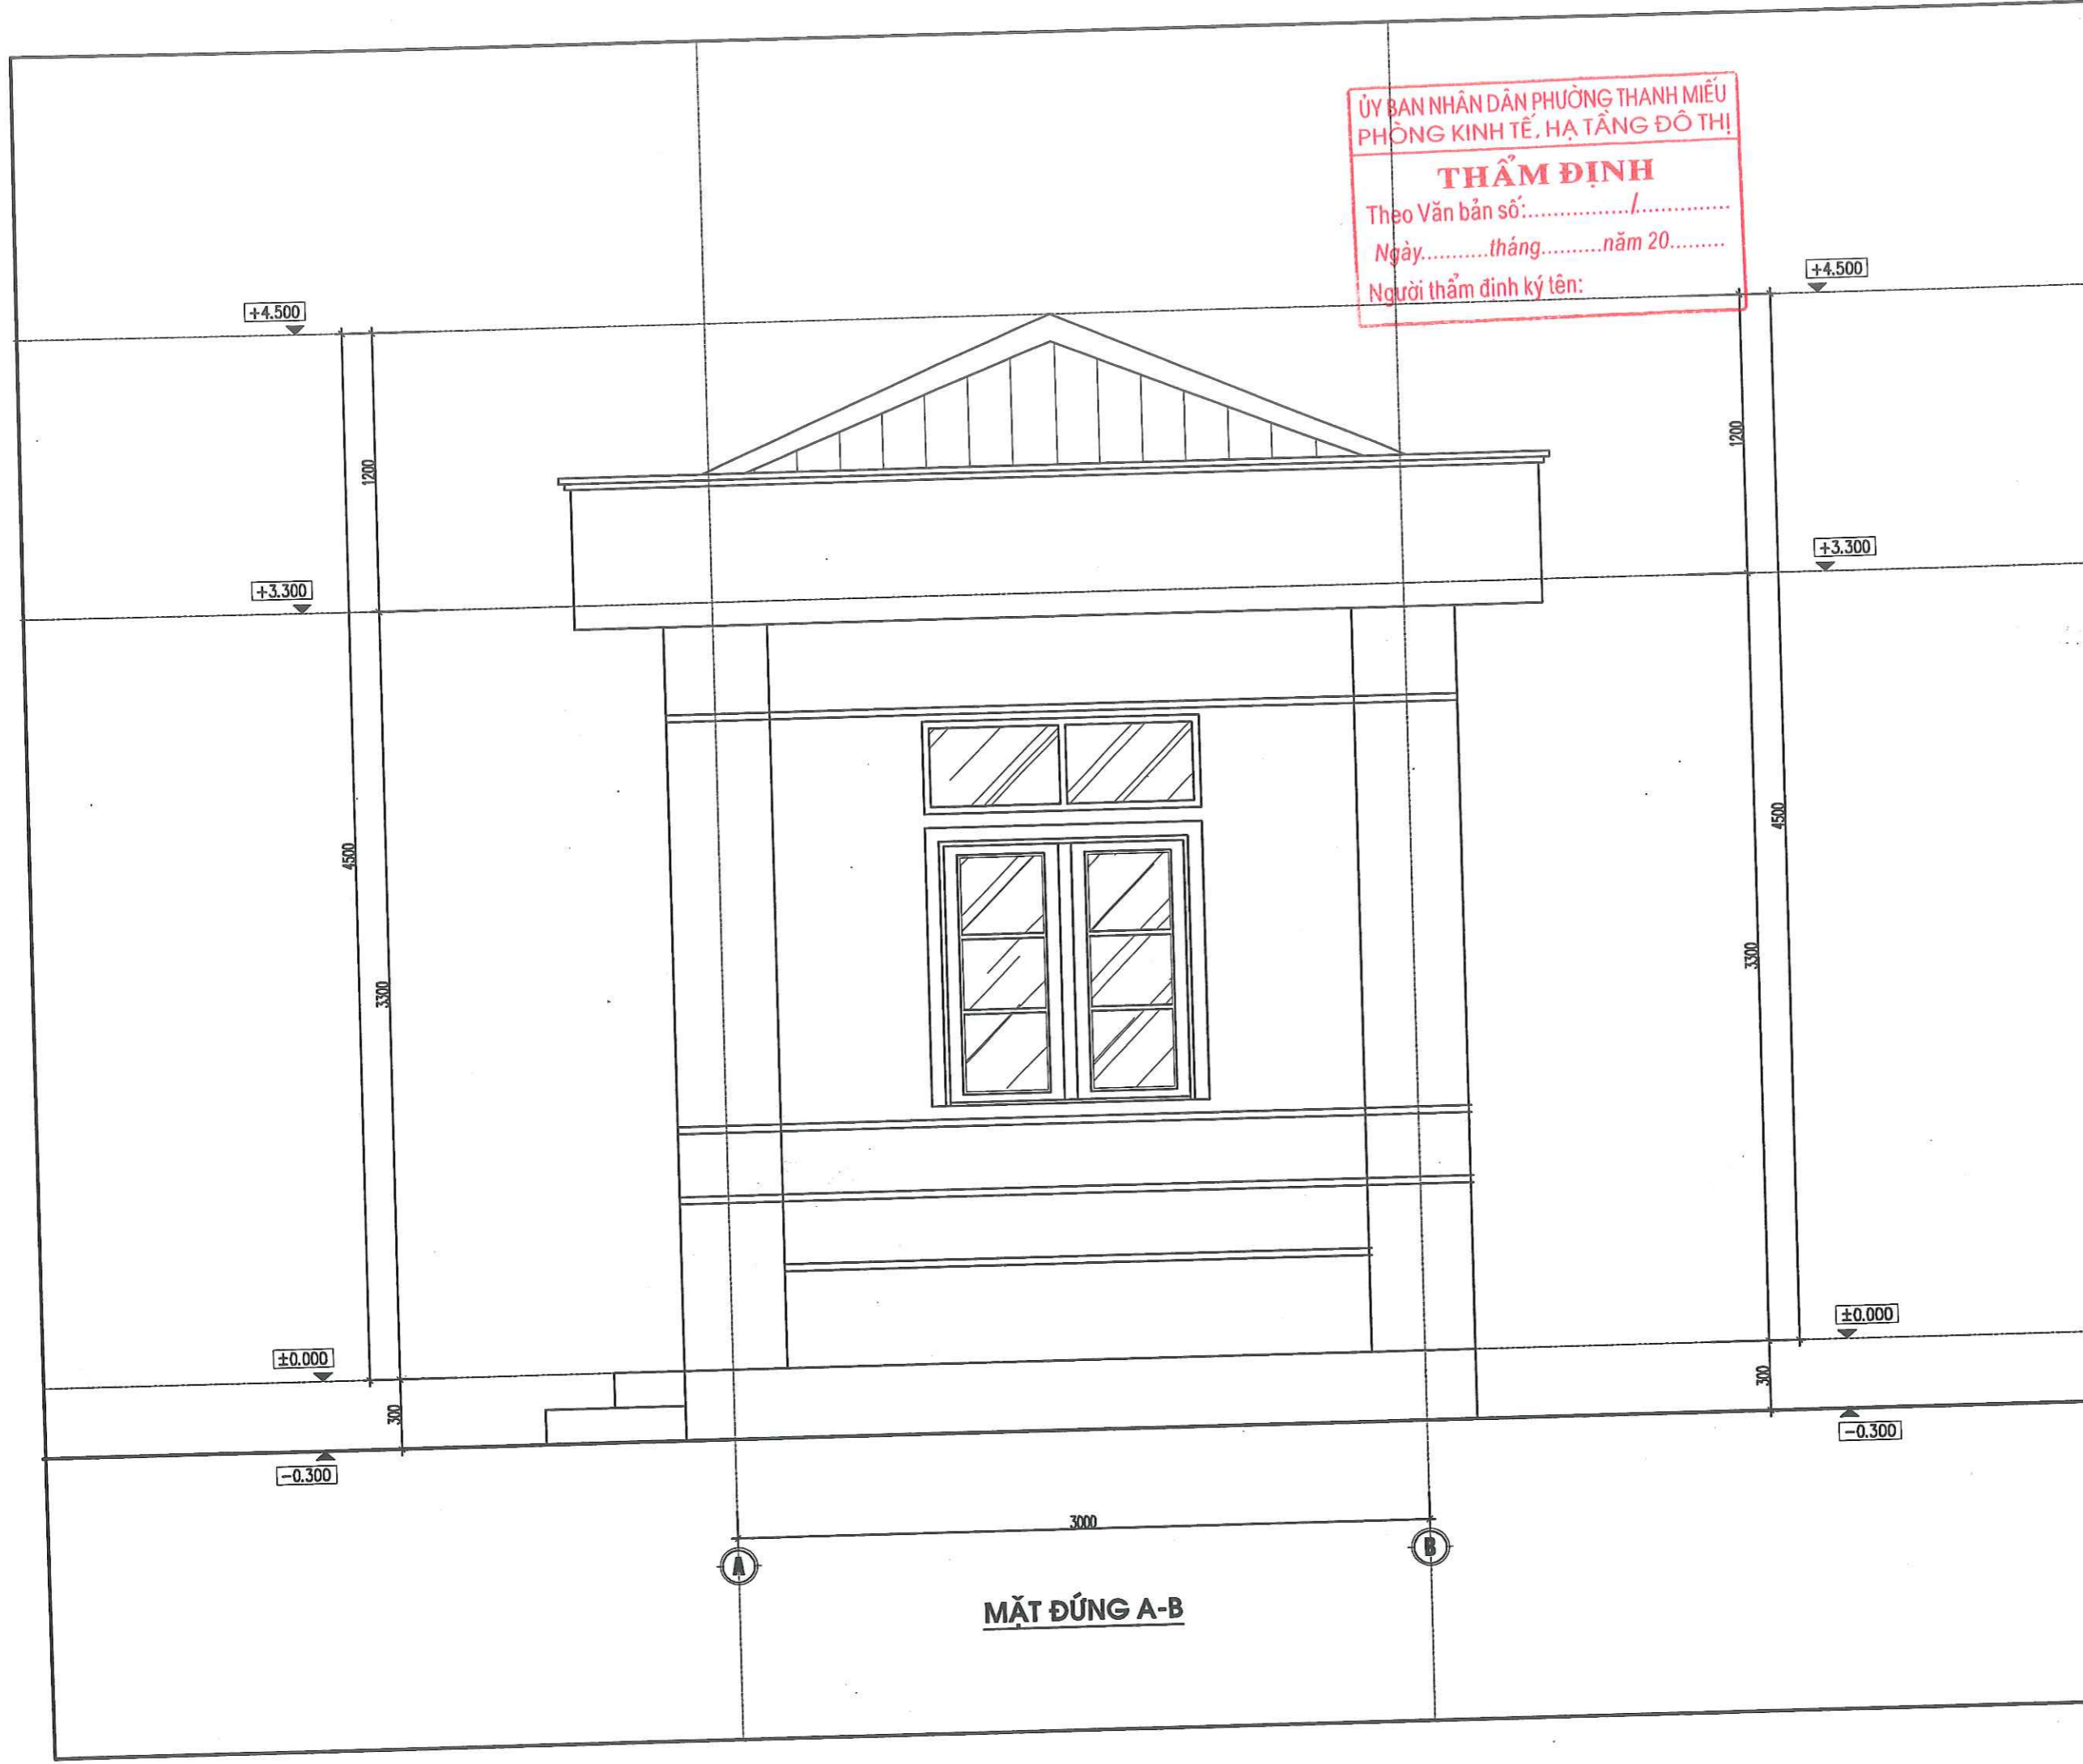 ỦY BAN NHÂN DÂN PHƯỜNG THANH MIẾU
PHÒNG KINH TẾ, HẠ TẦNG ĐÔ THỊ
THẨM ĐỊNH
Theo Văn bản số:................/...............
Ngày...........tháng..........năm 20.........
Người thẩm định ký tên:
+4.500
+4.500
1200
1200
+3.300
+3.300
4500
4500
3300
3300
±0.000
±0.000
300
300
-0.300
-0.300
3000
A
B
MẶT ĐỨNG A-B